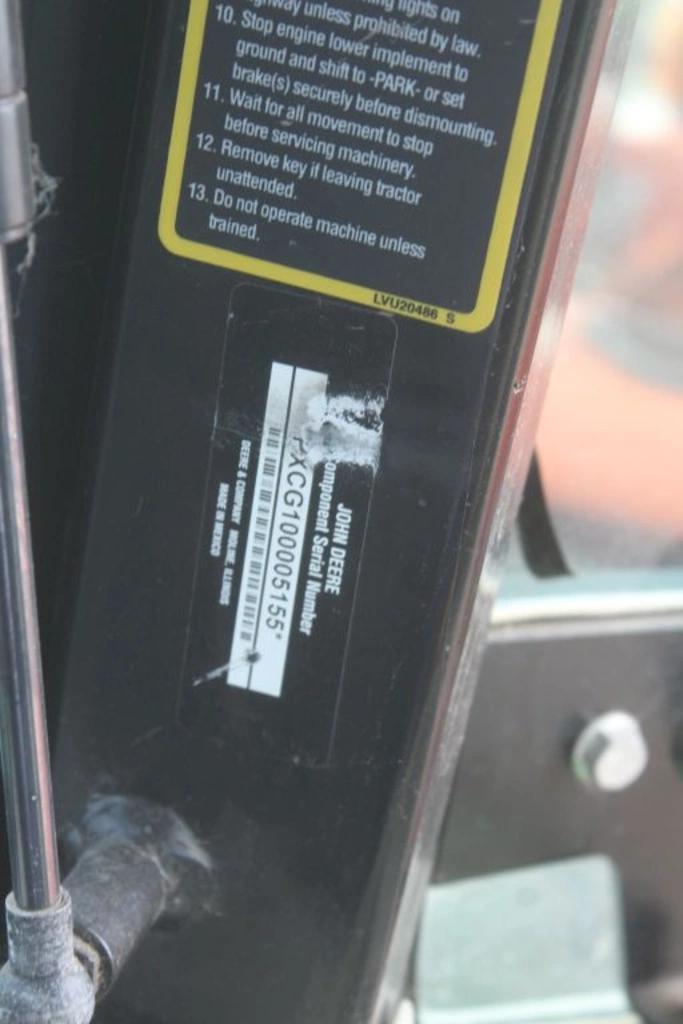 lights on
unless prohibited by law.
10. Stop engine lower implement to
ground and shift to -PARK- or set
brake(s) securely before dismounting.
11. Wait for all movement to stop
before servicing machinery.
12. Remove key if leaving tractor
unattended.
13. Do not operate machine unless
trained.
LVU20486 S
JOHN DEERE
omponent Serial Number
XCG100005155*
DEERE & COMPANY MOLINE, ILLINOIS
MADE IN MEXICO